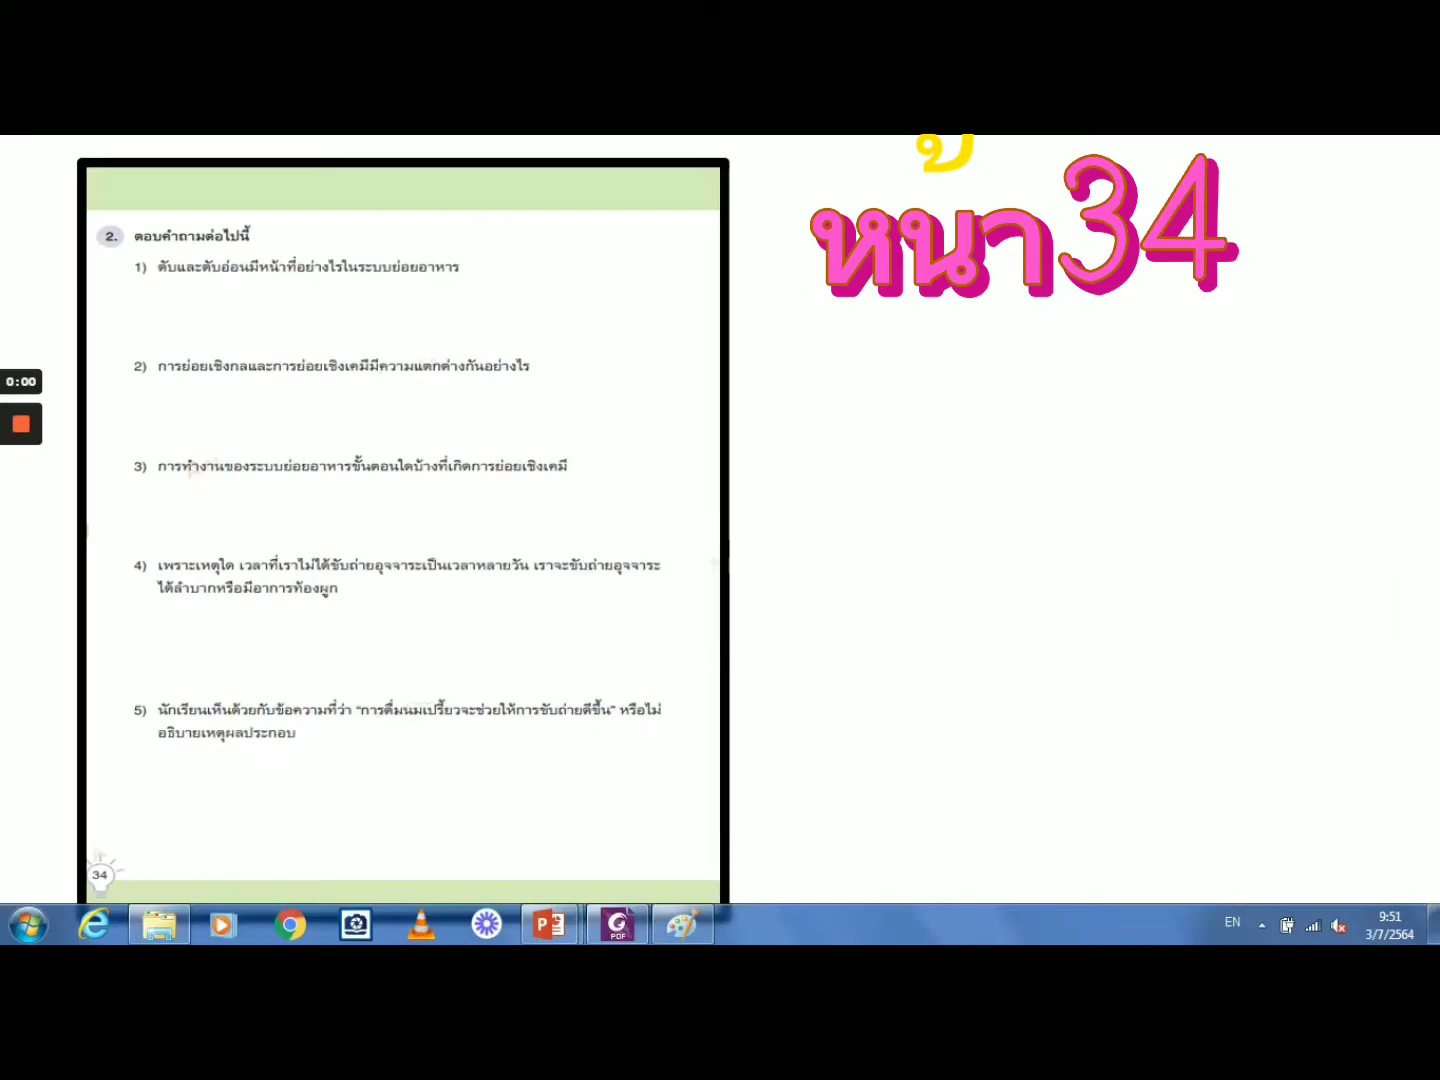 หน้า34
2. ตอบคำถามต่อไปนี้
1) ตับและตับอ่อนมีหน้าที่อย่างไรในระบบย่อยอาหาร
2) การย่อยเชิงกลและการย่อยเชิงเคมีมีความแตกต่างกันอย่างไร
3) การทำงานของระบบย่อยอาหารขั้นตอนใดบ้างที่เกิดการย่อยเชิงเคมี
4) เพราะเหตุใด เวลาที่เราไม่ได้ขับถ่ายอุจจาระเป็นเวลาหลายวัน เราจะขับถ่ายอุจจาระ
ได้ลำบากหรือมีอาการท้องผูก
5) นักเรียนเห็นด้วยกับข้อความที่ว่า “การดื่มนมเปรี้ยวจะช่วยให้การขับถ่ายดีขึ้น” หรือไม่
อธิบายเหตุผลประกอบ
34
0:00
PDF
EN
9:51
3/7/2564